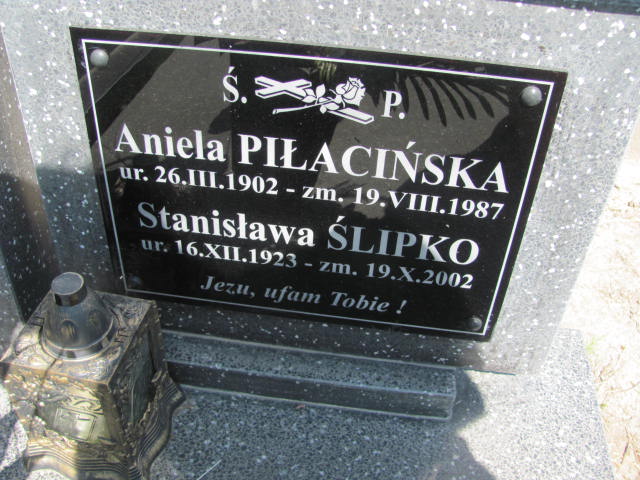 Ś. P.
Aniela PIŁACIŃSKA
ur. 26.III.1902 - zm. 19.VIII.1987
Stanisława ŚLIPKO
ur. 16.XII.1923 - zm. 19.X.2002
Jezu, ufam Tobie !